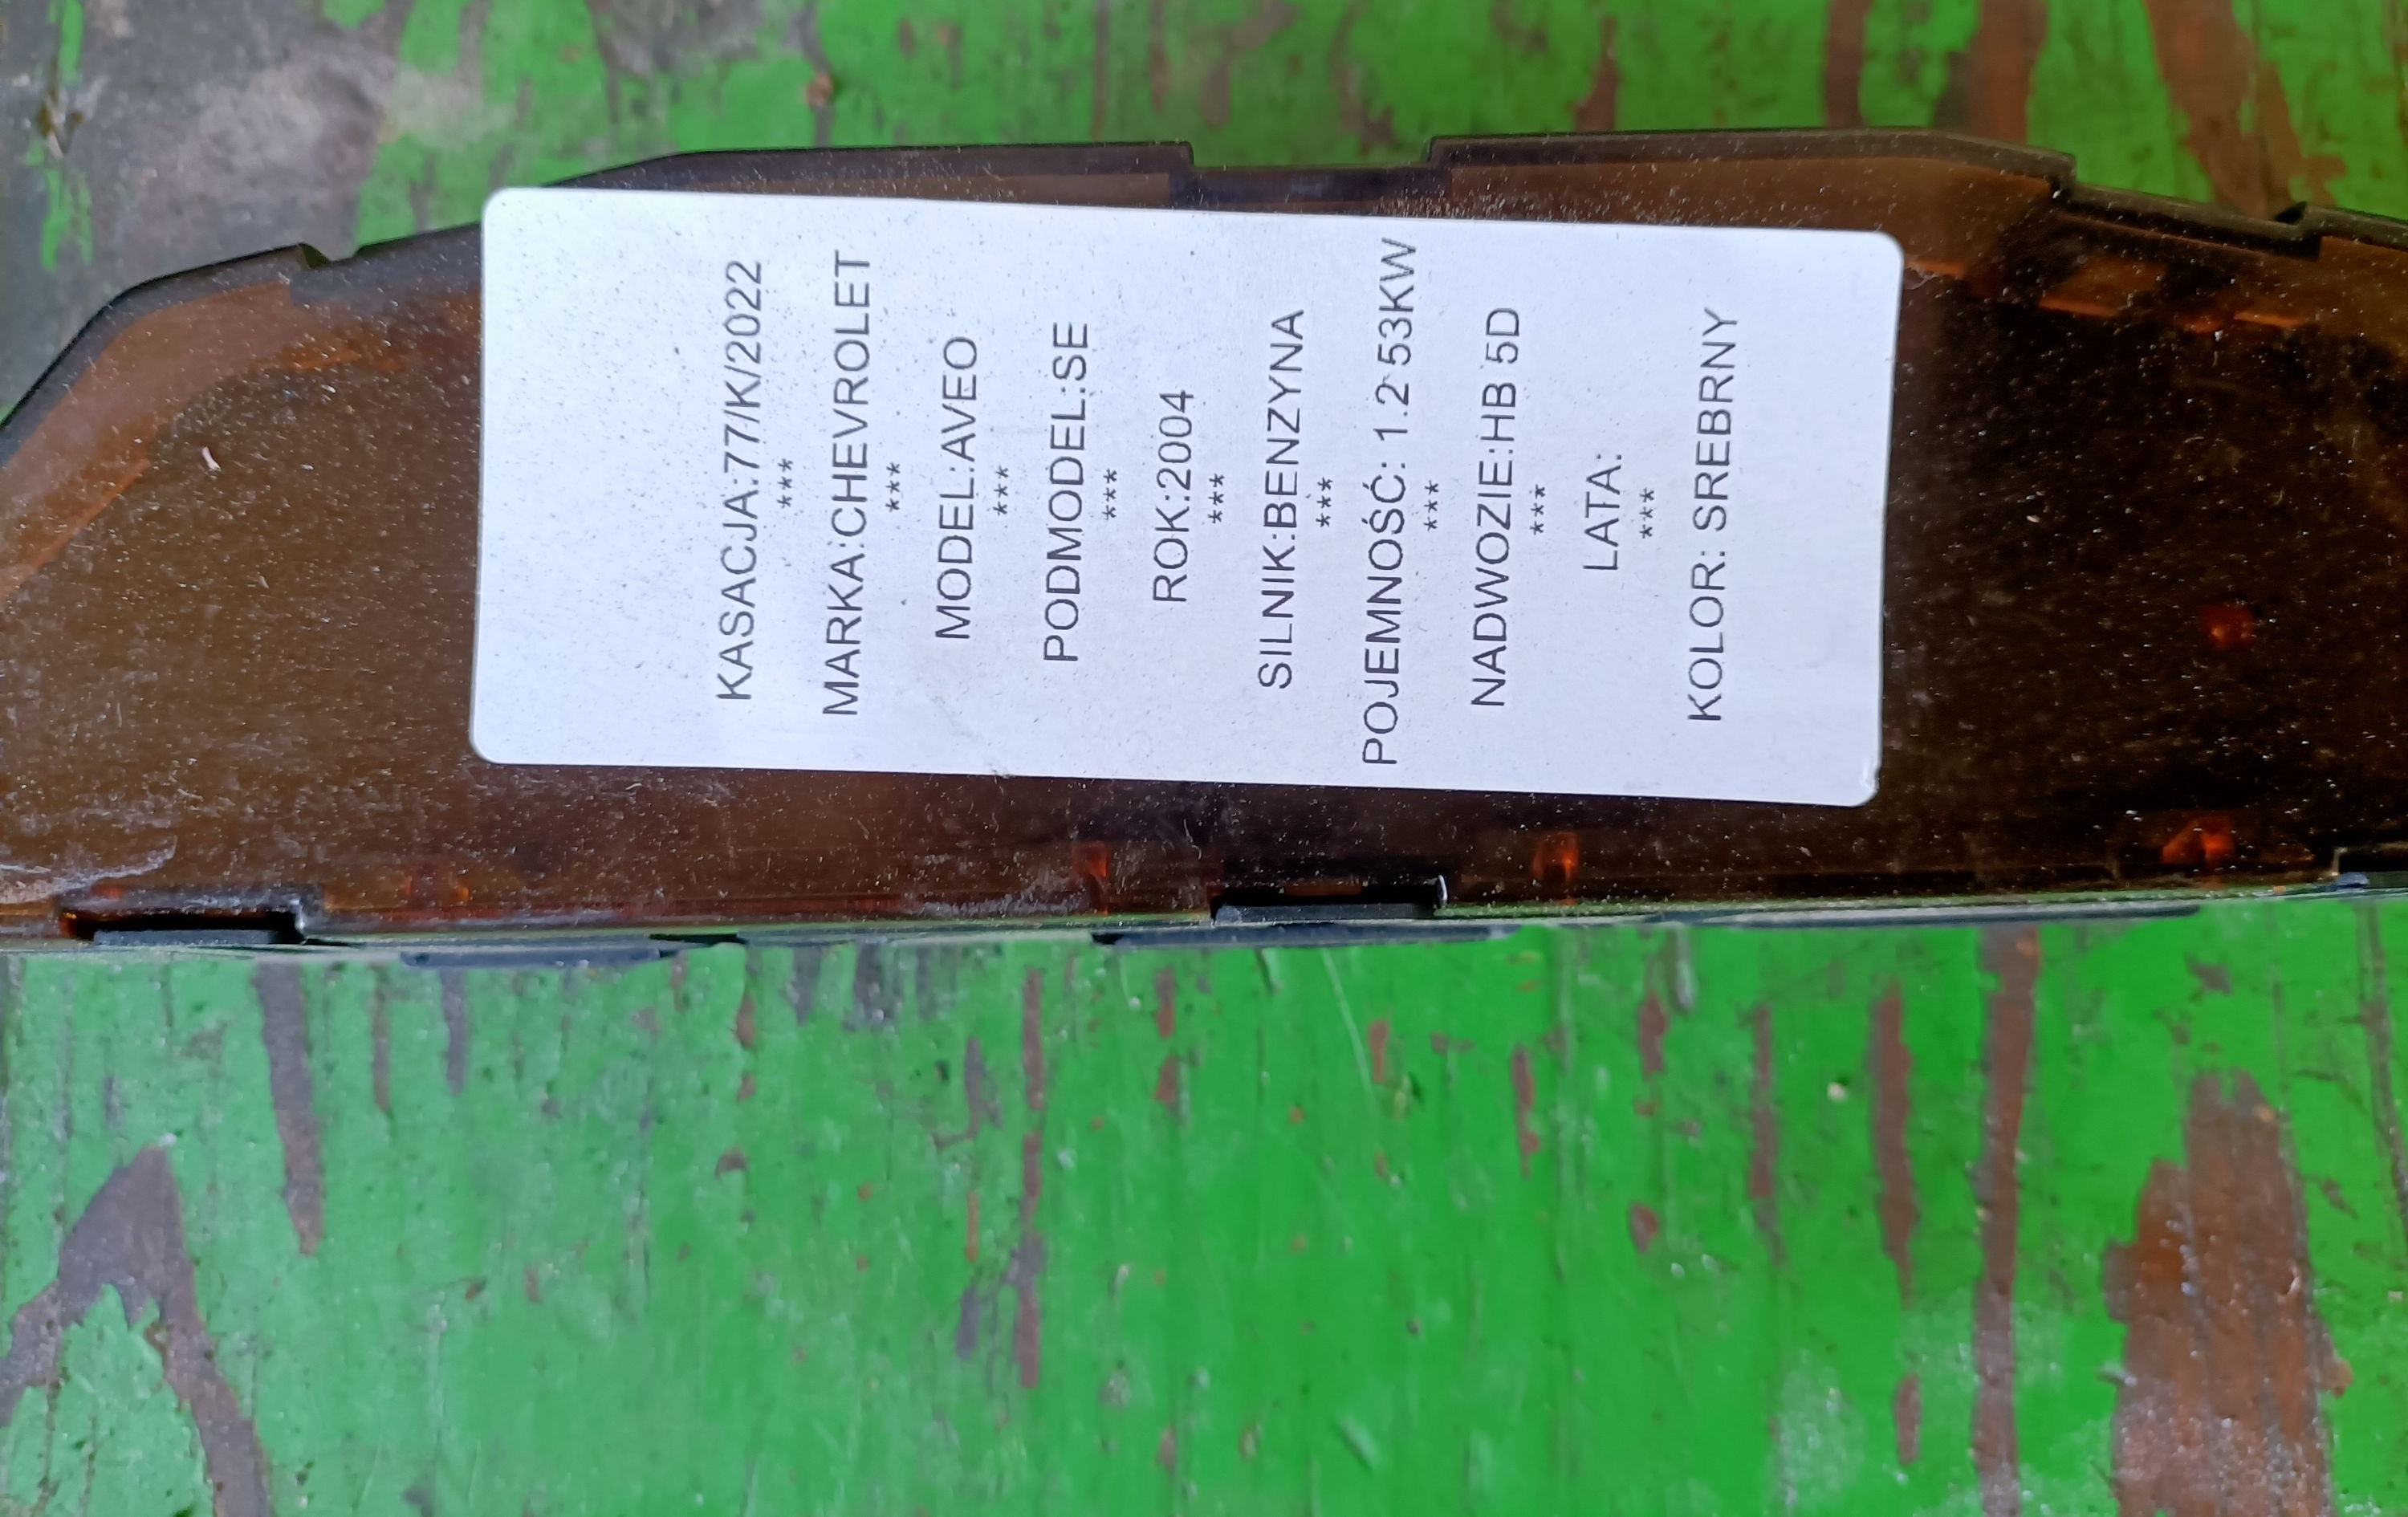 KASACJA:77/K/2022
***
MARKA:CHEVROLET
***
MODEL:AVEO
***
PODMODEL:SE
***
ROK:2004
***
SILNIK:BENZYNA
***
POJEMNOŚĆ: 1.2 53KW
***
NADWOZIE:HB 5D
***
LATA:
***
KOLOR: SREBRNY